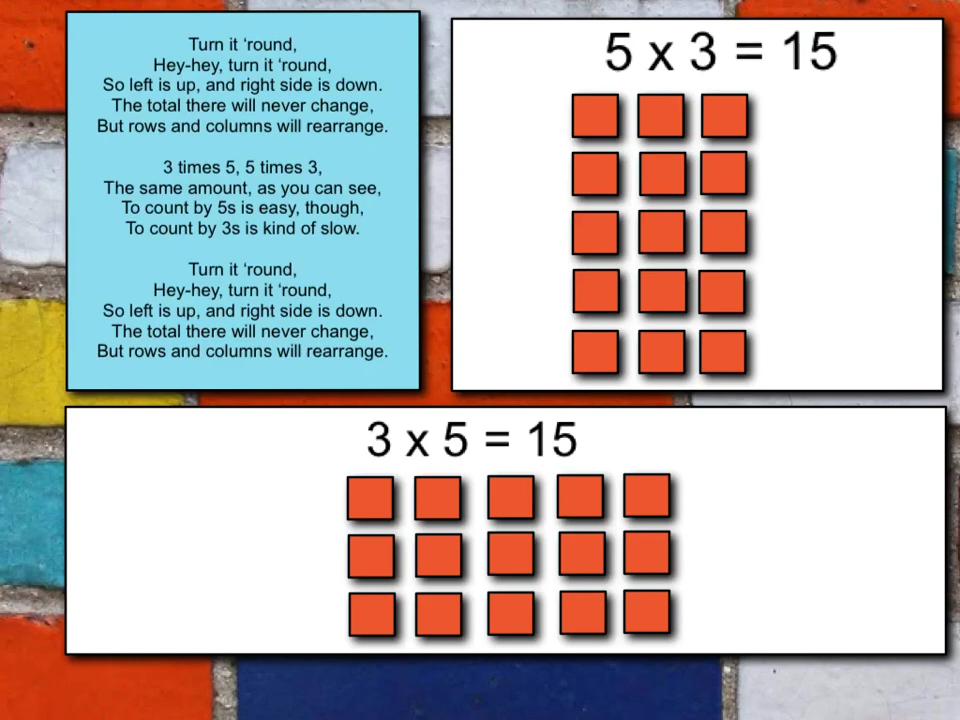 Turn it ‘round,
Hey-hey, turn it ‘round,
So left is up, and right side is down.
The total there will never change,
But rows and columns will rearrange.
3 times 5, 5 times 3,
The same amount, as you can see,
To count by 5s is easy, though,
To count by 3s is kind of slow.
Turn it ‘round,
Hey-hey, turn it ‘round,
So left is up, and right side is down.
The total there will never change,
But rows and columns will rearrange.
5 x 3 = 15
3 x 5 = 15